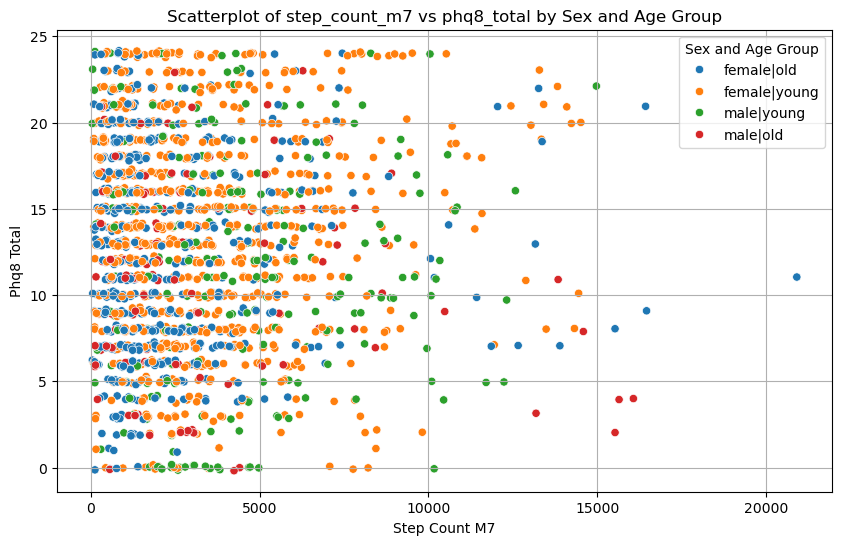 Scatterplot of step_count_m7 vs phq8_total by Sex and Age Group
25
20
15
10
5
0
Phq8 Total
0 5000 10000 15000 20000
Step Count M7
Sex and Age Group
female|old
female|young
male|young
male|old